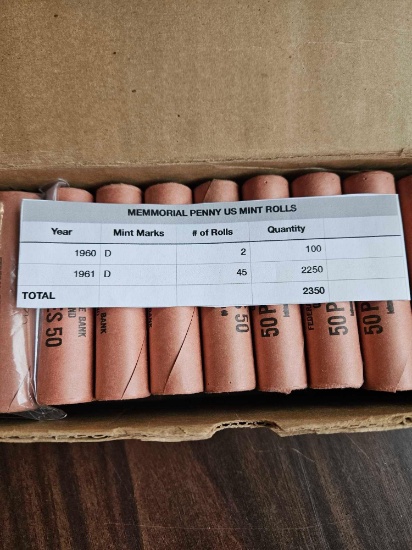 MEMMORIAL PENNY US MINT ROLLS
Year Mint Marks # of Rolls Quantity
1960 D 2 100
1961 D 45 2250
TOTAL 2350
S 50
BANK
BANK
S 50
50 P
50
FEDER
50 P